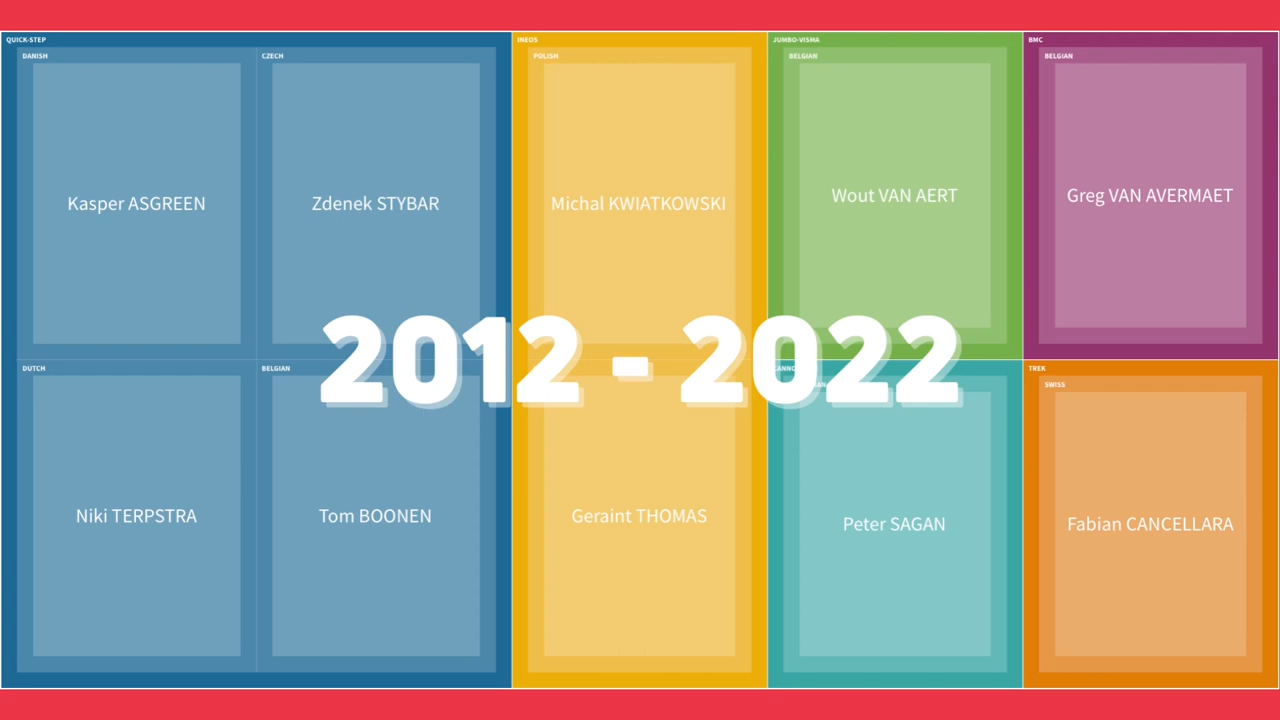 QUICK-STEP
DANISH
Kasper ASGREEN
CZECH
Zdenek STYBAR
DUTCH
Niki TERPSTRA
BELGIAN
Tom BOONEN
INEOS
POLISH
Michal KWIATKOWSKI
Geraint THOMAS
JUMBO-VISMA
BELGIAN
Wout VAN AERT
BMC
BELGIAN
Greg VAN AVERMAET
Peter SAGAN
TREK
SWISS
Fabian CANCELLARA
2012 - 2022